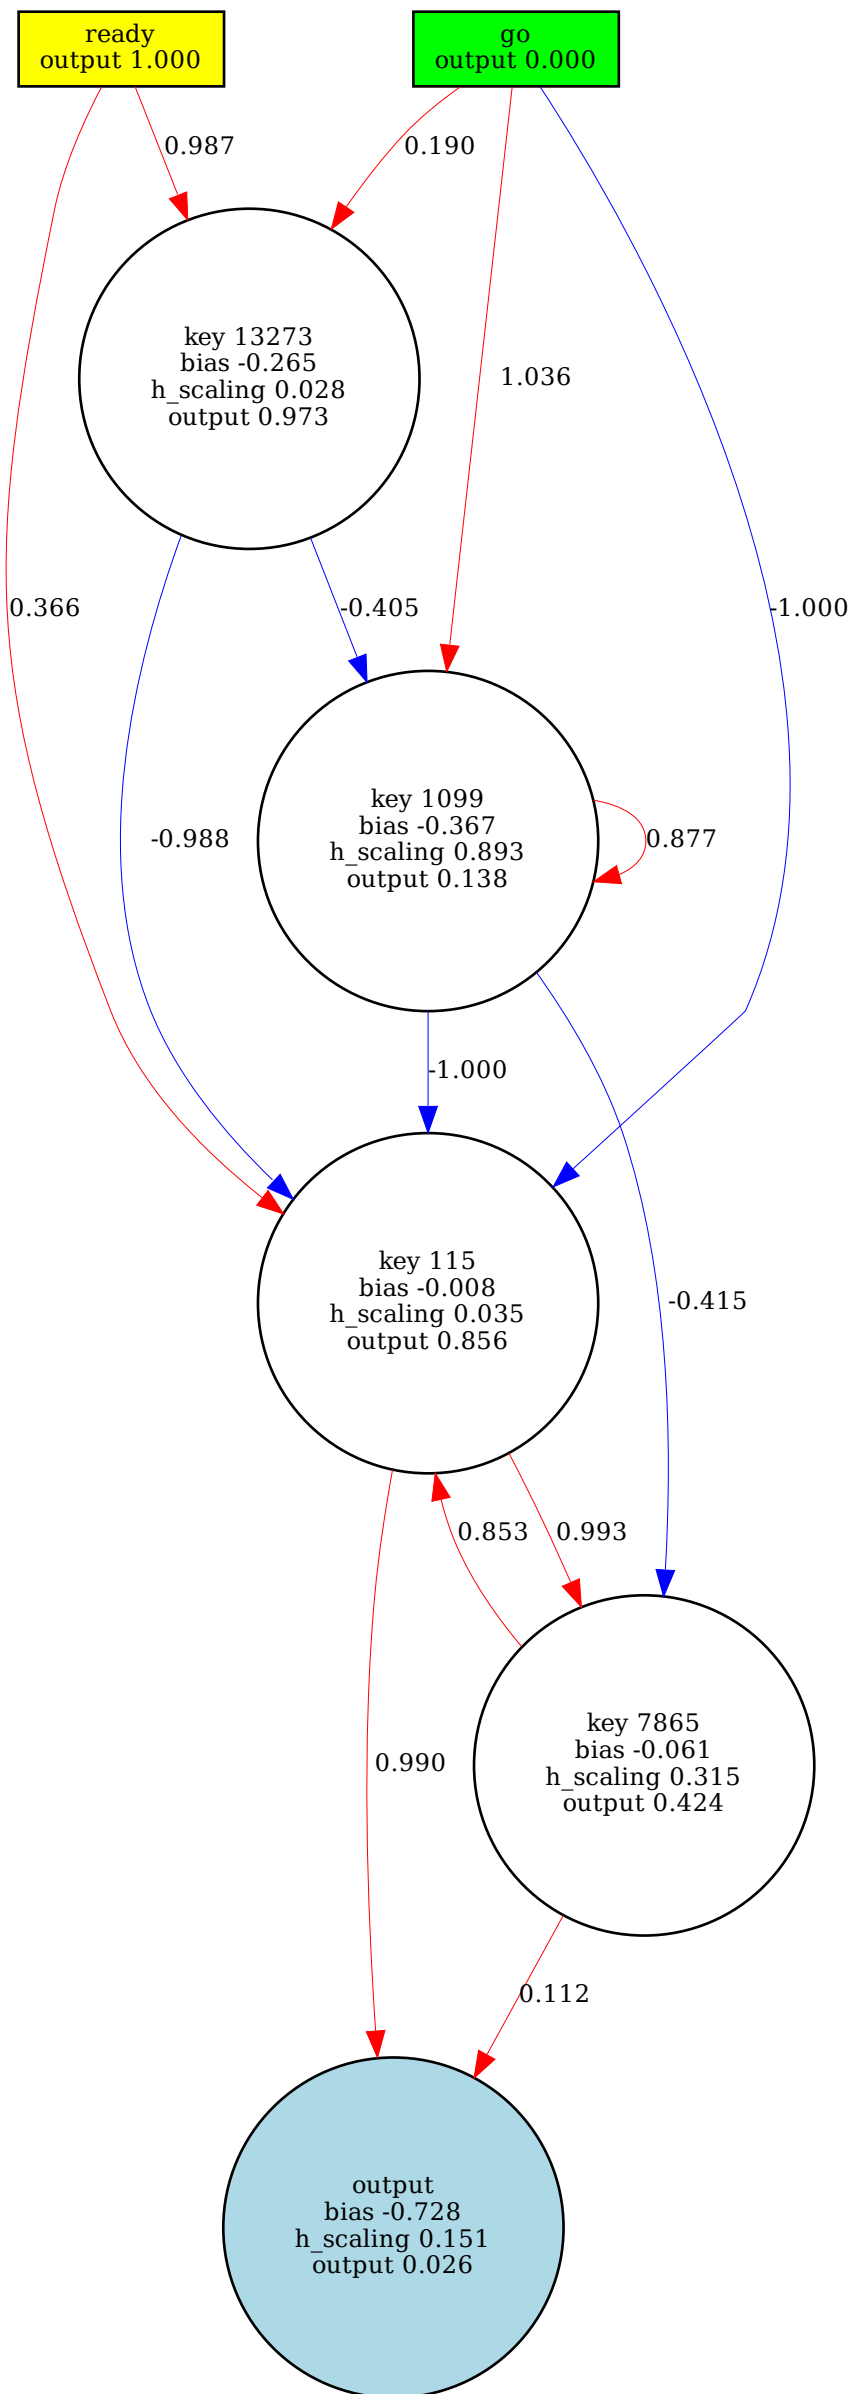 ready
output 1.000
go
output 0.000
0.987
0.190
key 13273
bias -0.265
h_scaling 0.028
output 0.973
1.036
0.366
-0.405
-1.000
key 1099
bias -0.367
h_scaling 0.893
output 0.138
-0.988
0.877
-1.000
key 115
bias -0.008
h_scaling 0.035
output 0.856
-0.415
0.853
0.993
key 7865
bias -0.061
h_scaling 0.315
output 0.424
0.990
0.112
output
bias -0.728
h_scaling 0.151
output 0.026